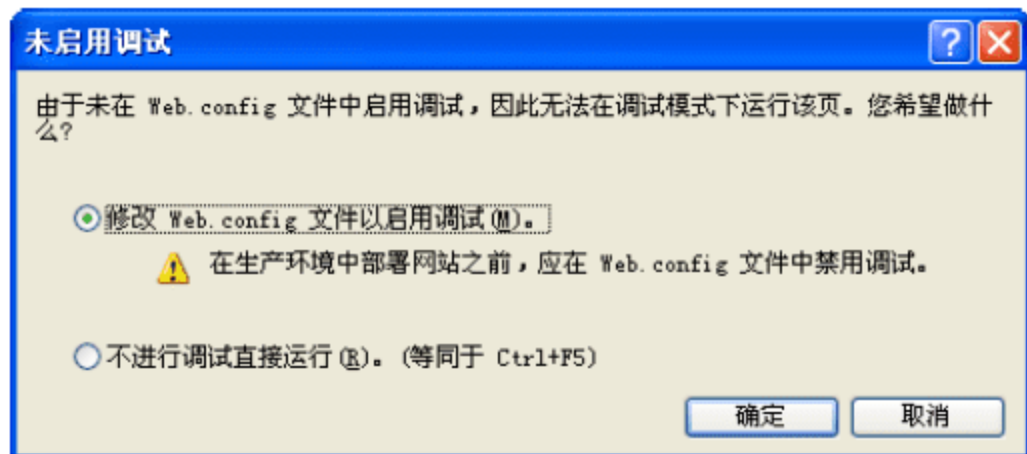 未启用调试
由于未在 Web.config 文件中启用调试，因此无法在调试模式下运行该页。您希望做什
么?
修改 Web.config 文件以启用调试(M)。
在生产环境中部署网站之前，应在 Web.config 文件中禁用调试。
不进行调试直接运行(R)。(等同于 Ctrl+F5)
确定 取消